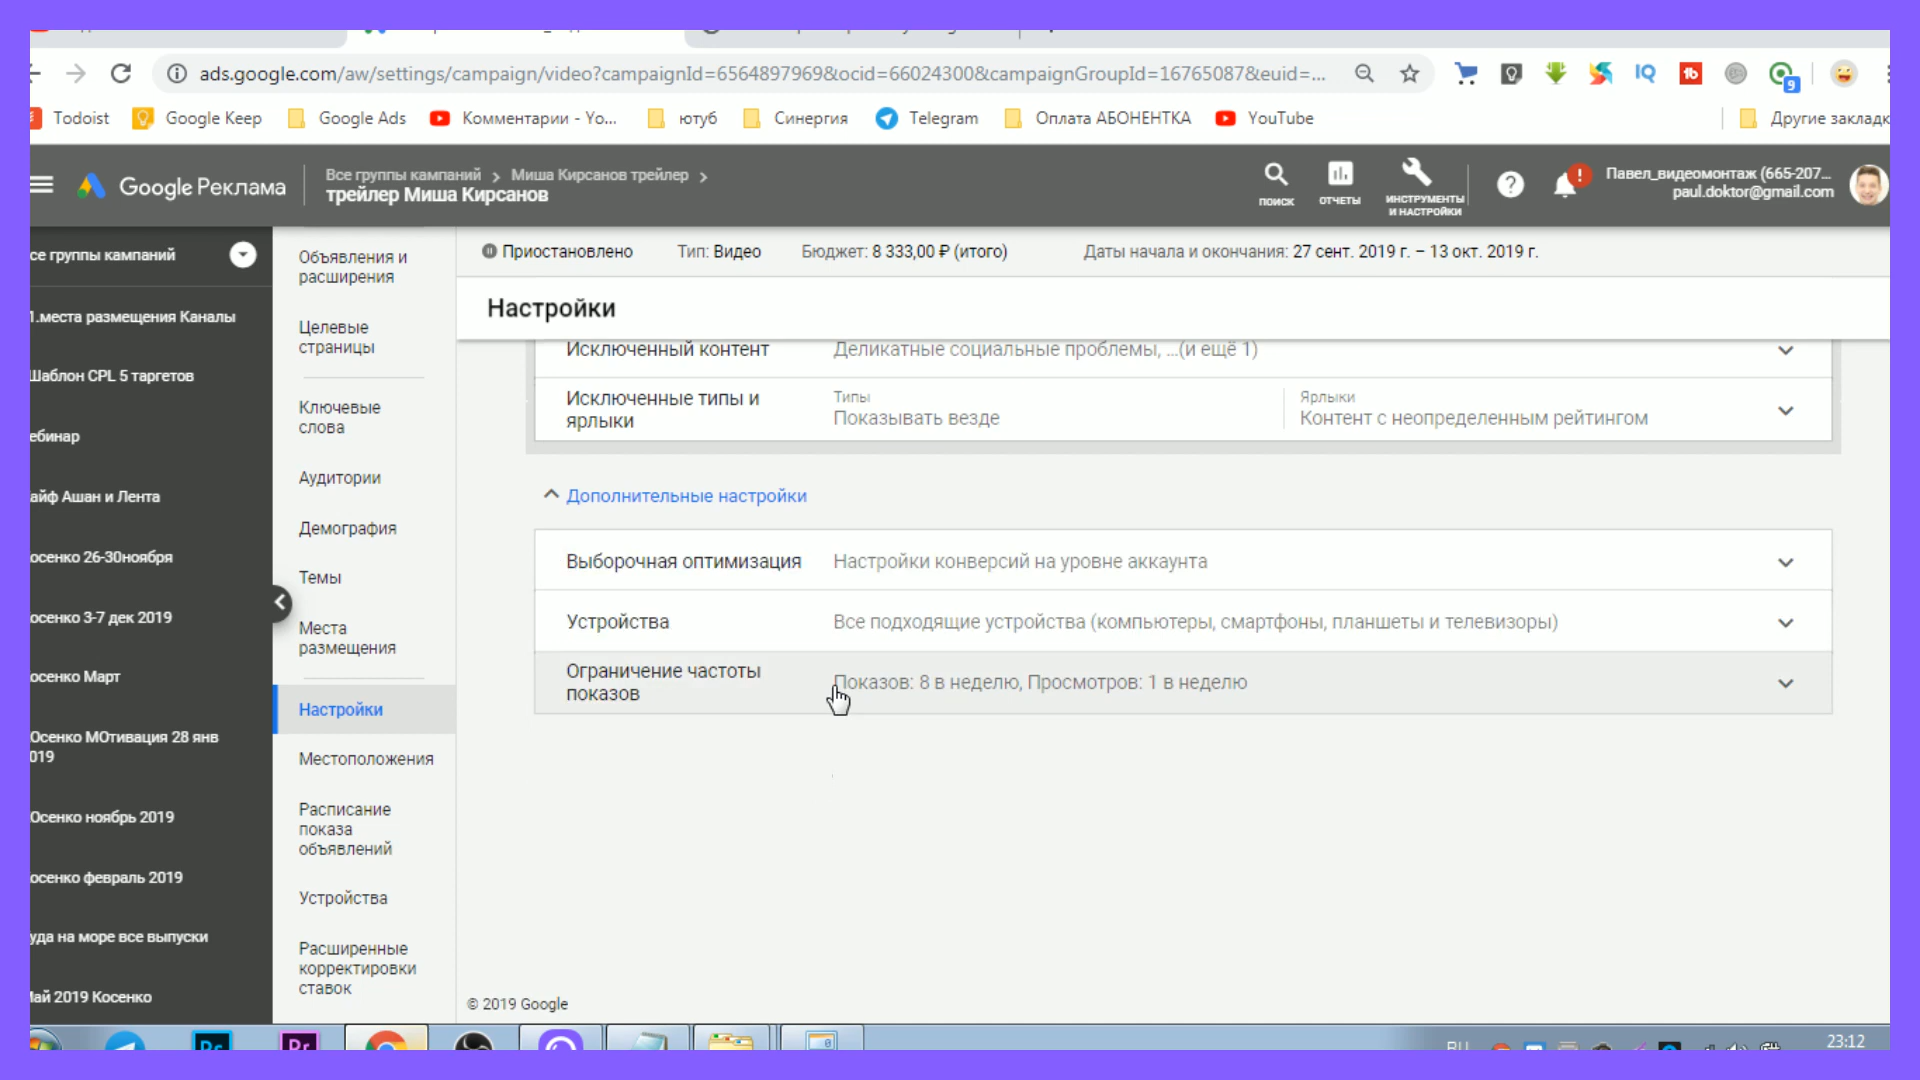 ads.google.com/aw/settings/campaign/video?campaignId=6564897969&ocid=66024300&campaignGroupId=16765087&euid=...
IQ
9
Todoist
Google Keep
Google Ads
Комментарии - Yo...
ютуб
Синергия
Telegram
Оплата АБОНЕНТКА
YouTube
Другие закладк
Google Реклама
Все группы кампаний > Миша Кирсанов трейлер >
трейлер Миша Кирсанов
ПОИСК
ОТЧЕТЫ
ИНСТРУМЕНТЫ
И НАСТРОЙКИ
Павел_видеомонтаж (665-207...
paul.doktor@gmail.com
се группы кампаний
1.места размещения Каналы
Шаблон CPL 5 таргетов
ебинар
айф Ашан и Лента
осенко 26-30ноября
осенко 3-7 дек 2019
осенко Март
Осенко МОтивация 28 янв
019
Осенко ноябрь 2019
осенко февраль 2019
уда на море все выпуски
ай 2019 Косенко
Объявления и
расширения
Целевые
страницы
Ключевые
слова
Аудитории
Демография
Темы
Места
размещения
Настройки
Местоположения
Расписание
показа
объявлений
Устройства
Расширенные
корректировки
ставок
Приостановлено
Тип: Видео
Бюджет: 8 333,00 ₽ (итого)
Даты начала и окончания: 27 сент. 2019 г. – 13 окт. 2019 г.
Настройки
Исключенный контент
Деликатные социальные проблемы, ...(и ещё 1)
Исключенные типы и
ярлыки
Типы
Показывать везде
Ярлыки
Контент с неопределенным рейтингом
Дополнительные настройки
Выборочная оптимизация
Настройки конверсий на уровне аккаунта
Устройства
Все подходящие устройства (компьютеры, смартфоны, планшеты и телевизоры)
Ограничение частоты
показов
Показов: 8 в неделю, Просмотров: 1 в неделю
© 2019 Google
23:12